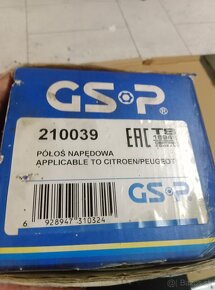 GSP
®
210039
EAC
PÓŁOŚ NAPĘDOWA
APPLICABLE TO CITROEN/PEUGEOT
GSP
6 928947 310324